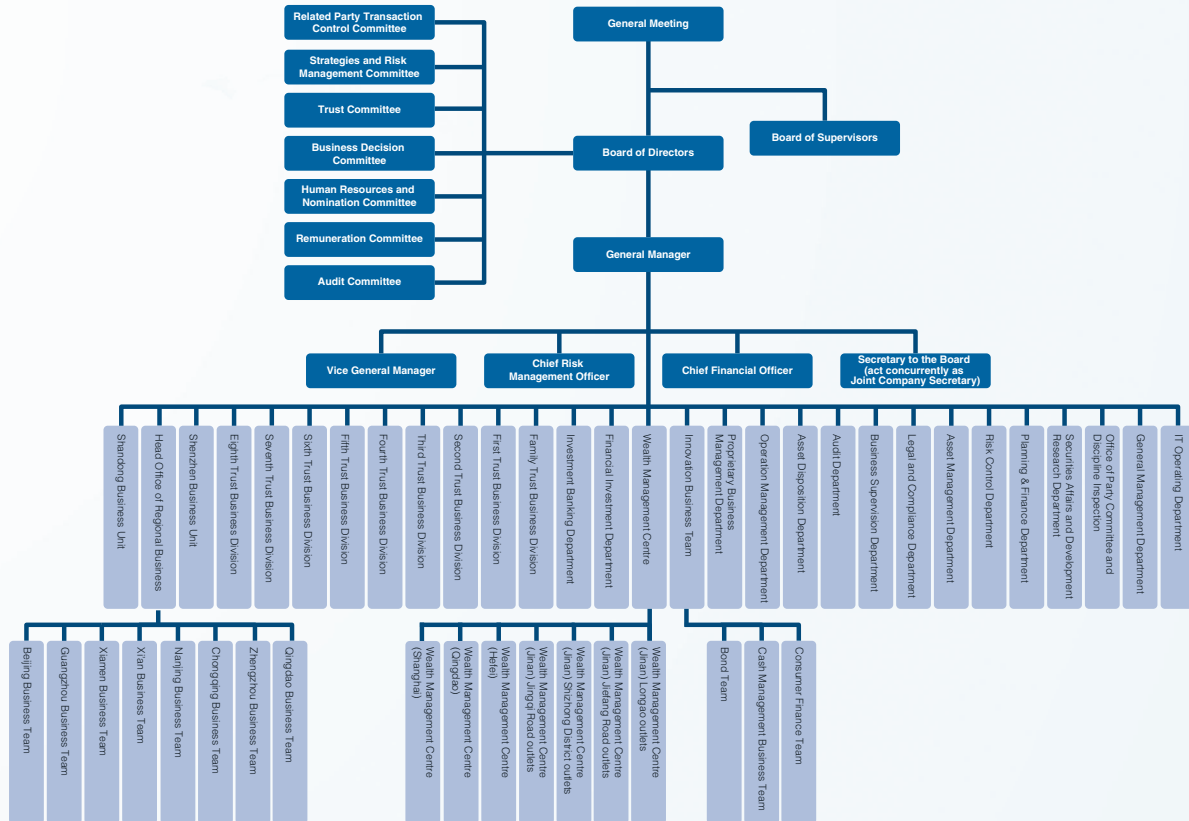 Related Party Transaction
Control Committee
Strategies and Risk
Management Committee
Trust Committee
Business Decision
Committee
Human Resources and
Nomination Committee
Remuneration Committee
Audit Committee
General Meeting
Board of Supervisors
Board of Directors
General Manager
Vice General Manager
Chief Risk
Management Officer
Chief Financial Officer
Secretary to the Board
(act concurrently as
Joint Company Secretary)
Shandong Business Unit
Head Office of Regional Business
Shenzhen Business Unit
Eighth Trust Business Division
Seventh Trust Business Division
Sixth Trust Business Division
Fifth Trust Business Division
Fourth Trust Business Division
Third Trust Business Division
Second Trust Business Division
First Trust Business Division
Family Trust Business Division
Investment Banking Department
Financial Investment Department
Wealth Management Centre
Innovation Business Team
Proprietary Business
Management Department
Operation Management Department
Asset Disposition Department
Audit Department
Business Supervision Department
Legal and Compliance Department
Asset Management Department
Risk Control Department
Planning & Finance Department
Securities Affairs and Development
Research Department
Office of Party Committee and
Discipline Inspection
General Management Department
IT Operating Department
Beijing Business Team
Guangzhou Business Team
Xiamen Business Team
Xi'an Business Team
Nanjing Business Team
Chongqing Business Team
Zhengzhou Business Team
Qingdao Business Team
Wealth Management Centre
(Shanghai)
Wealth Management Centre
(Qingdao)
Wealth Management Centre
(Hefei)
Wealth Management Centre
(Jinan) Jingqi Road outlets
Wealth Management Centre
(Jinan) Shizhong District outlets
Wealth Management Centre
(Jinan) Jiefang Road outlets
Wealth Management Centre
(Jinan) Longao outlets
Bond Team
Cash Management Business Team
Consumer Finance Team